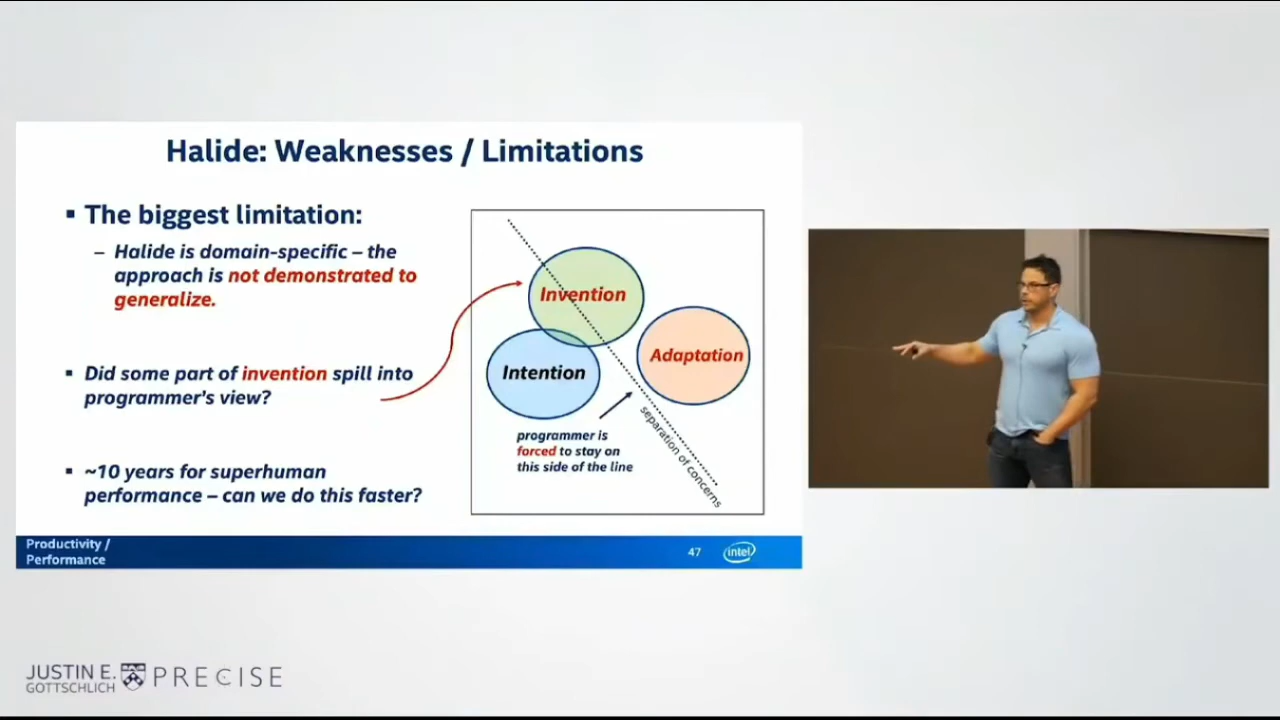 Halide: Weaknesses / Limitations
▪ The biggest limitation:
– Halide is domain-specific – the
approach is not demonstrated to
generalize.
▪ Did some part of invention spill into
programmer's view?
▪ ~10 years for superhuman
performance – can we do this faster?
Invention
Adaptation
Intention
programmer is
forced to stay on
this side of the line
separation of concerns
Productivity /
Performance
47
intel
JUSTIN E.
GOTTSCHLICH
PRECISE